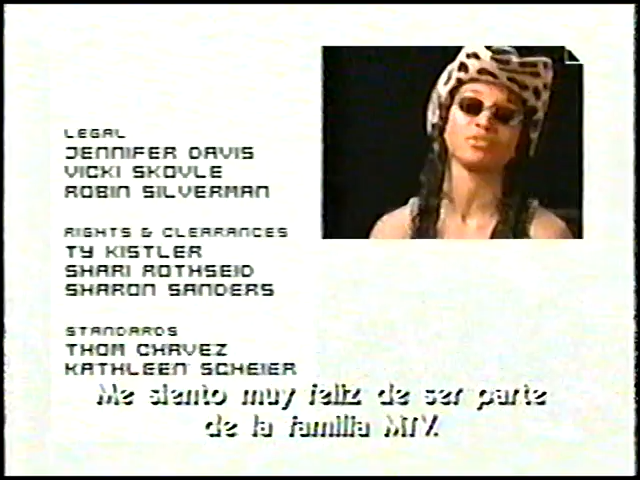 LEGAL
JENNIFER DAVIS
VICKI SKOVLE
ROBIN SILVERMAN
RIGHTS & CLEARANCES
TY KISTLER
SHARI ROTHSEID
SHARON SANDERS
STANDARDS
THOM CHAVEZ
KATHLEEN SCHEIER
Me siento muy feliz de ser parte
de la familia MTV.